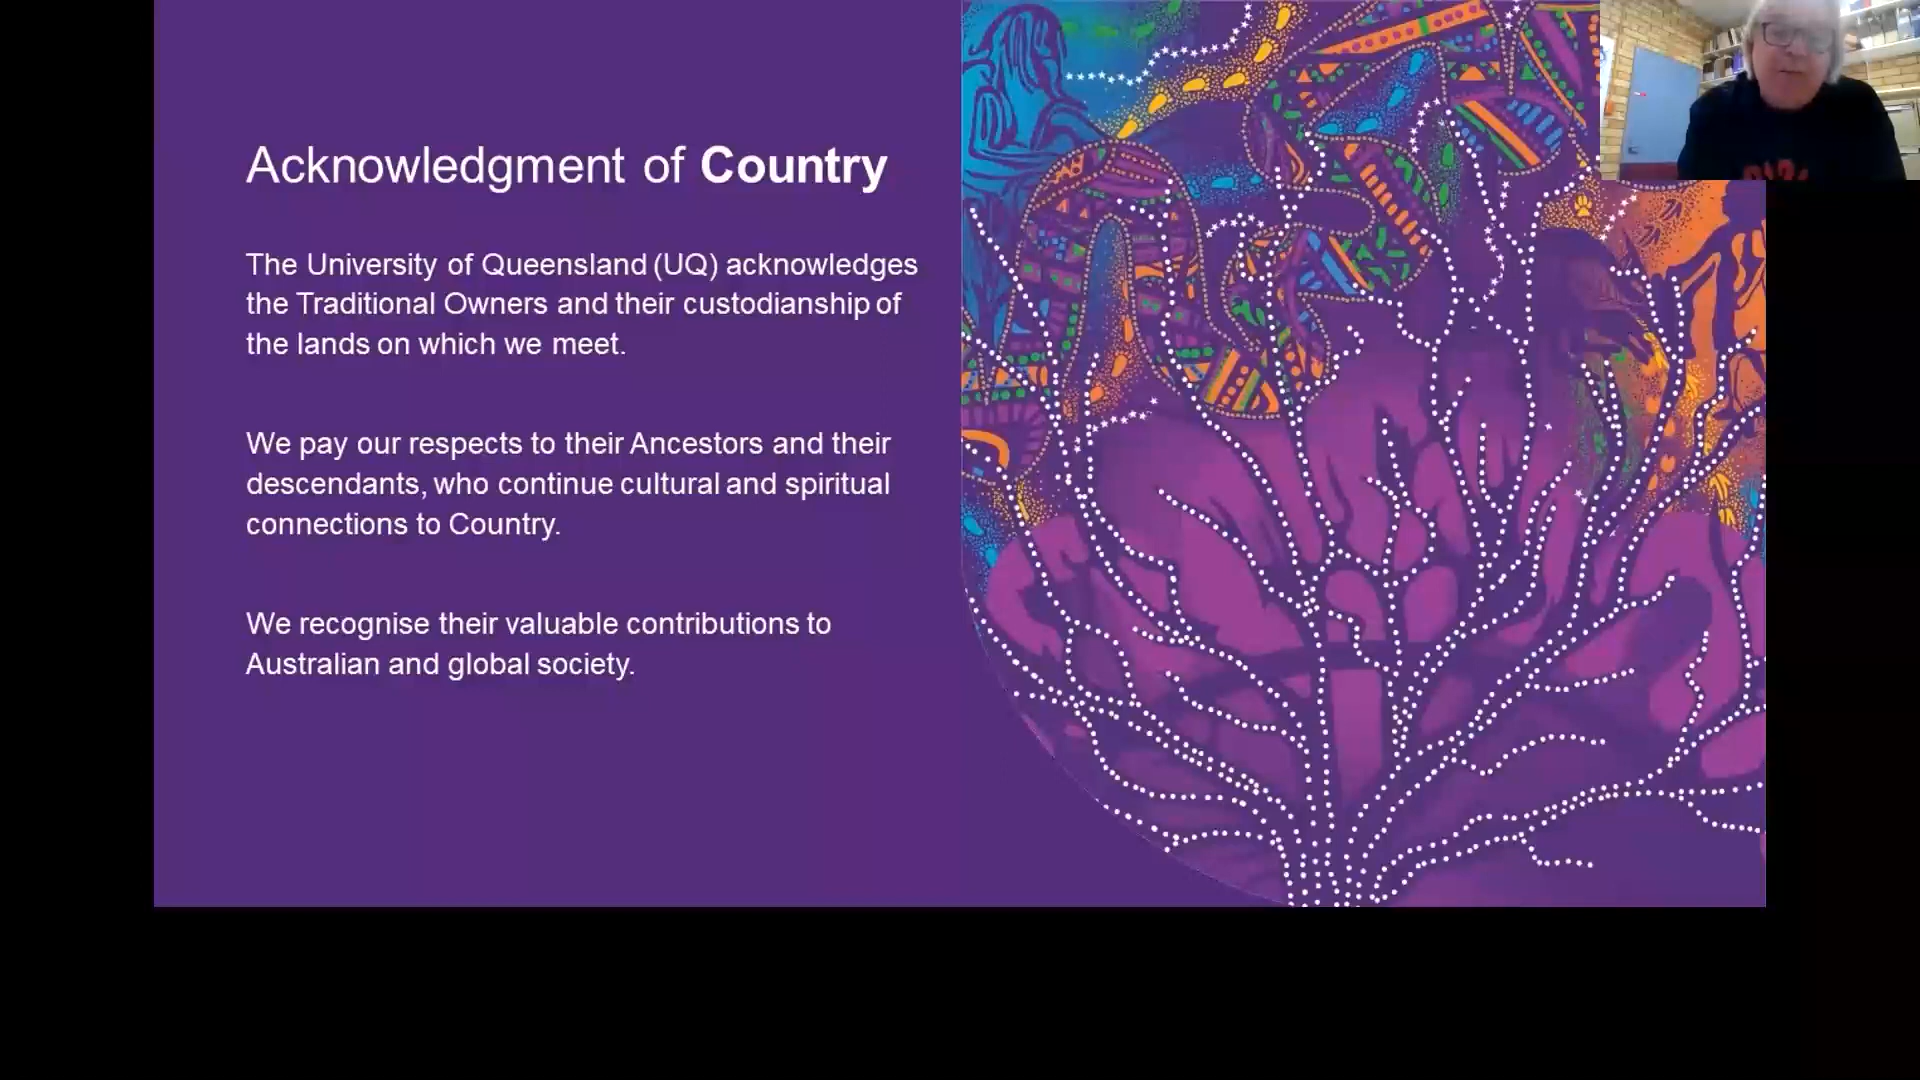 Acknowledgment of Country
The University of Queensland (UQ) acknowledges
the Traditional Owners and their custodianship of
the lands on which we meet.
We pay our respects to their Ancestors and their
descendants, who continue cultural and spiritual
connections to Country.
We recognise their valuable contributions to
Australian and global society.